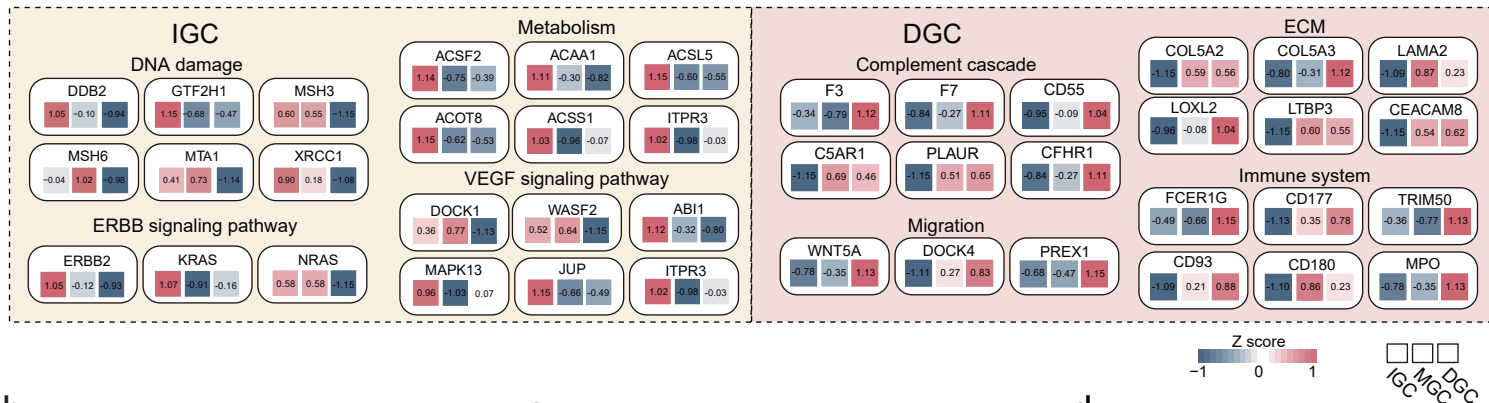 IGC
DNA damage
DDB2 GTF2H1 MSH3
1.05 −0.10 −0.94 1.15 −0.68 −0.47 0.60 0.55 −1.15
MSH6 MTA1 XRCC1
−0.04 1.02 −0.98 0.41 0.73 −1.14 0.90 0.18 −1.08
ERBB signaling pathway
ERBB2 KRAS NRAS
1.05 -0.12 -0.93 1.07 -0.91 -0.16 0.58 0.58 -1.15
Metabolism
ACSF2 ACAA1 ACSL5
1.14 -0.75 -0.39 1.11 -0.30 -0.82 1.15 -0.60 -0.55
ACOT8 ACSS1 ITPR3
1.15 -0.62 -0.53 1.03 -0.96 -0.07 1.02 -0.98 -0.03
VEGF signaling pathway
DOCK1 WASF2 ABI1
0.36 0.77 -1.13 0.52 0.64 -1.15 1.12 -0.32 -0.80
MAPK13 JUP ITPR3
0.96 -1.03 0.07 1.15 -0.66 -0.49 1.02 -0.98 -0.03
DGC
Complement cascade
F3 F7 CD55
-0.34 -0.79 1.12 -0.84 -0.27 1.11 -0.95 -0.09 1.04
C5AR1 PLAUR CFHR1
-1.15 0.69 0.46 -1.15 0.51 0.65 -0.84 -0.27 1.11
Migration
WNT5A DOCK4 PREX1
-0.78 -0.35 1.13 -1.11 0.27 0.83 -0.68 -0.47 1.15
ECM
COL5A2 COL5A3 LAMA2
-1.15 0.59 0.56 -0.80 -0.31 1.12 -1.09 0.87 0.23
LOXL2 LTBP3 CEACAM8
-0.96 -0.08 1.04 -1.15 0.60 0.55 -1.15 0.54 0.62
Immune system
FCER1G CD177 TRIM50
-0.49 -0.66 1.15 -1.13 0.35 0.78 -0.36 -0.77 1.13
CD93 CD180 MPO
-1.09 0.21 0.88 -1.10 0.86 0.23 -0.78 -0.35 1.13
Z score
−1 0 1
IGC MGC DGC